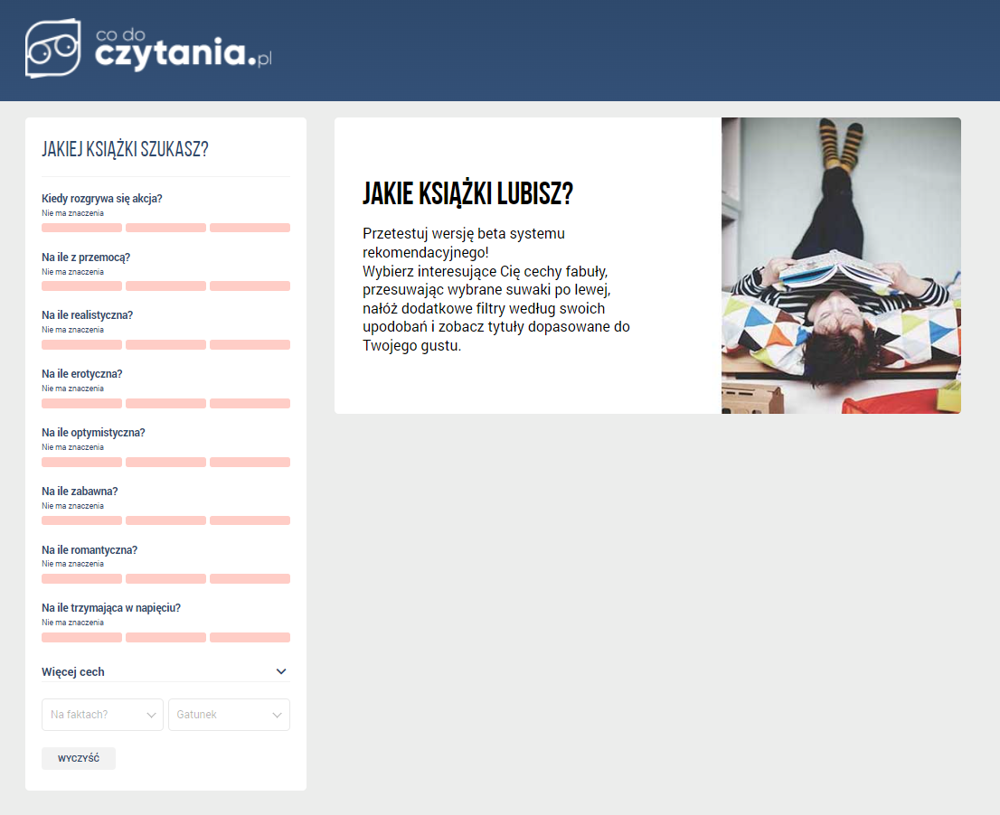 co do
czytania.pl
JAKIEJ KSIĄŻKI SZUKASZ?
Kiedy rozgrywa się akcja?
Nie ma znaczenia
Na ile z przemocą?
Nie ma znaczenia
Na ile realistyczna?
Nie ma znaczenia
Na ile erotyczna?
Nie ma znaczenia
Na ile optymistyczna?
Nie ma znaczenia
Na ile zabawna?
Nie ma znaczenia
Na ile romantyczna?
Nie ma znaczenia
Na ile trzymająca w napięciu?
Nie ma znaczenia
Więcej cech
Na faktach? Gatunek
WYCZYŚĆ
JAKIE KSIĄŻKI LUBISZ?
Przetestuj wersję beta systemu
rekomendacyjnego!
Wybierz interesujące Cię cechy fabuły,
przesuwając wybrane suwaki po lewej,
nałóż dodatkowe filtry według swoich
upodobań i zobacz tytuły dopasowane do
Twojego gustu.